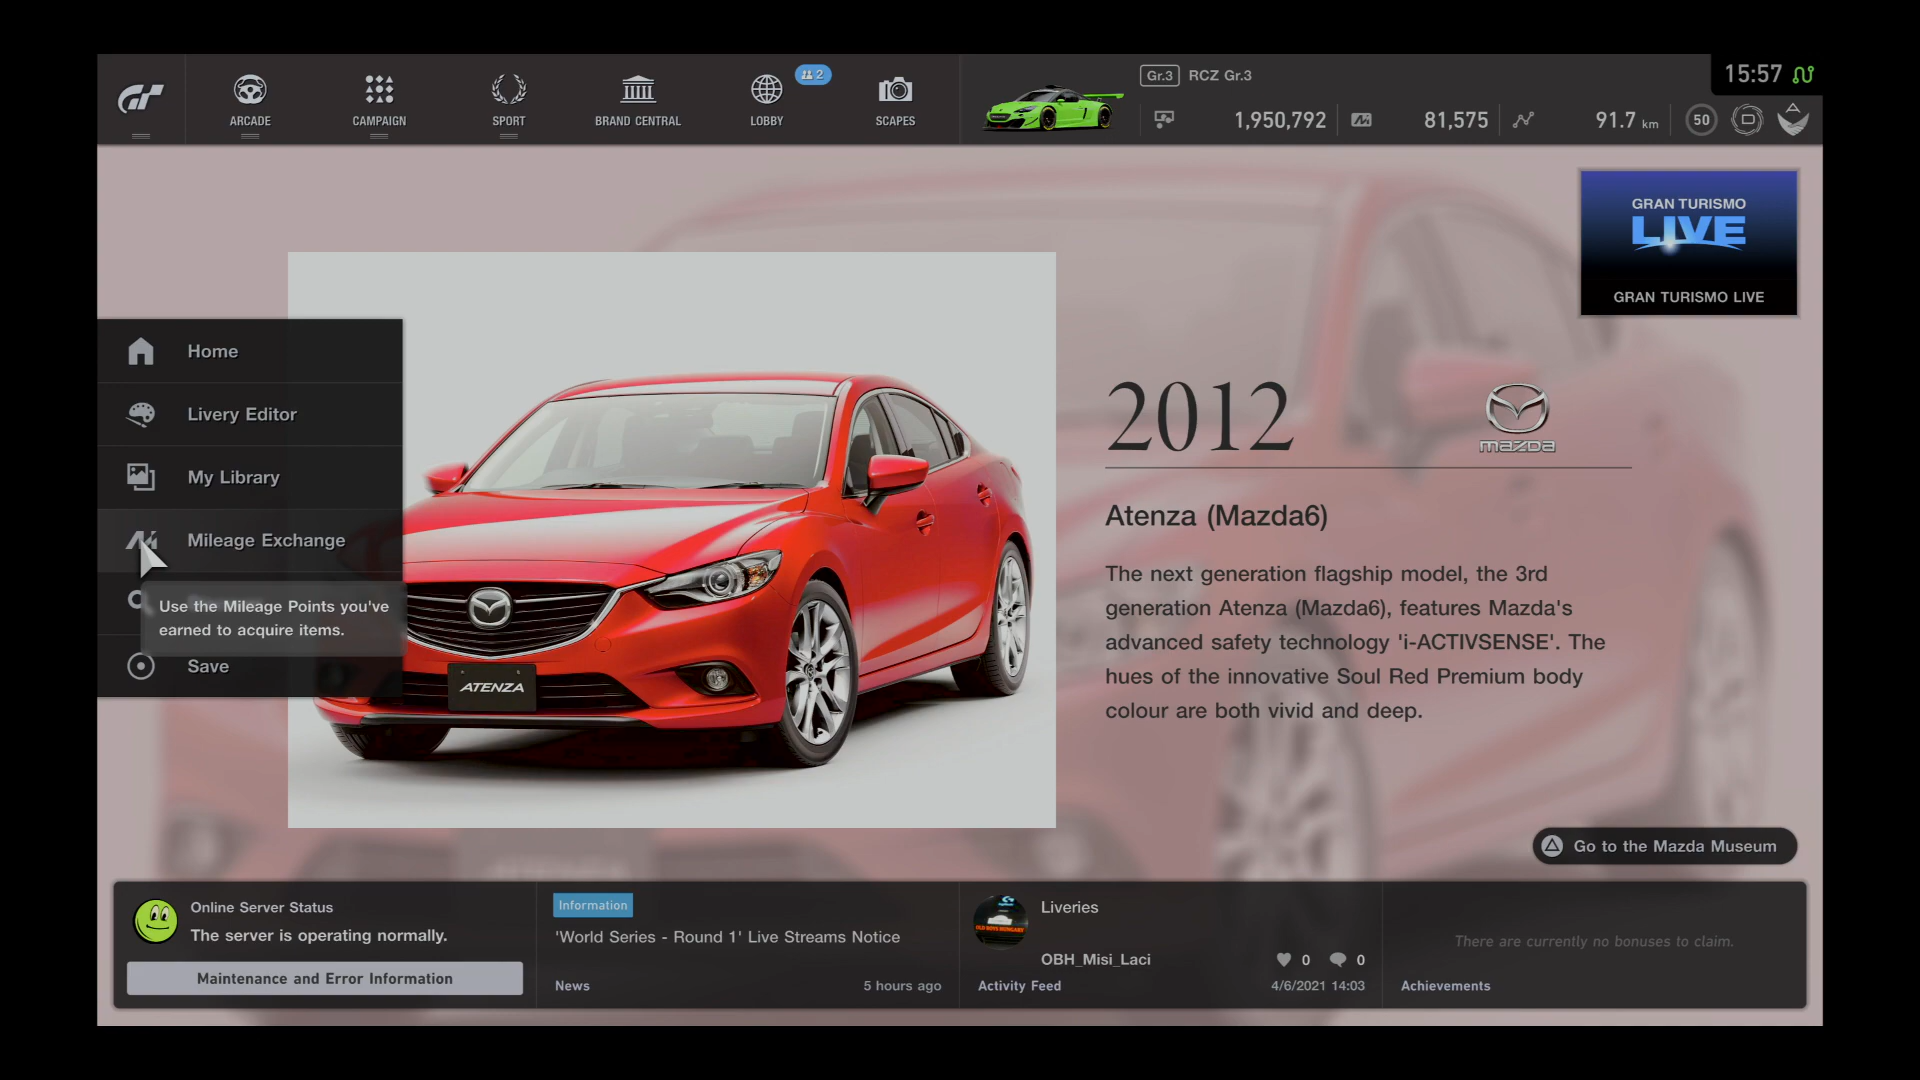 ARCADE
CAMPAIGN
SPORT
BRAND CENTRAL
2
LOBBY
SCAPES
Gr.3 RCZ Gr.3
1,950,792
81,575
91.7 km
50
15:57
GRAN TURISMO
LIVE
GRAN TURISMO LIVE
Home
Livery Editor
My Library
Mileage Exchange
Use the Mileage Points you've
earned to acquire items.
Save
ATENZA
2012
mazda
Atenza (Mazda6)
The next generation flagship model, the 3rd
generation Atenza (Mazda6), features Mazda's
advanced safety technology 'i-ACTIVSENSE'. The
hues of the innovative Soul Red Premium body
colour are both vivid and deep.
Go to the Mazda Museum
Online Server Status
The server is operating normally.
Maintenance and Error Information
Information
'World Series - Round 1' Live Streams Notice
News
5 hours ago
Liveries
OLD BOYS HUNGARY
OBH_Misi_Laci
0
0
Activity Feed
4/6/2021 14:03
There are currently no bonuses to claim.
Achievements